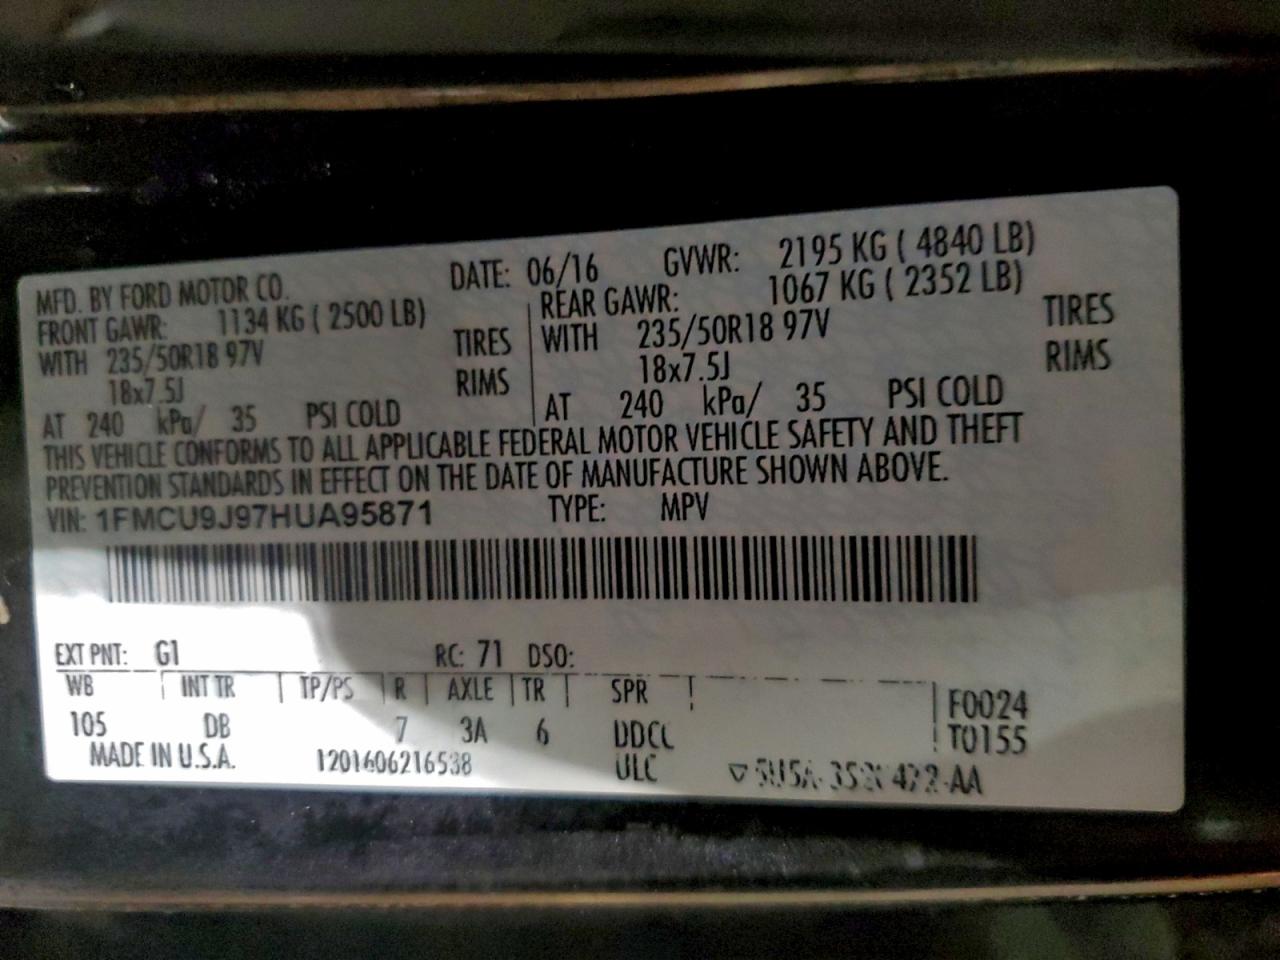 MFD. BY FORD MOTOR CO. DATE: 06/16 GVWR: 2195 KG ( 4840 LB)
FRONT GAWR: 1134 KG ( 2500 LB) REAR GAWR: 1067 KG ( 2352 LB)
WITH 235/50R18 97V TIRES WITH 235/50R18 97V TIRES
18x7.5J RIMS 18x7.5J RIMS
AT 240 kPa/ 35 PSI COLD AT 240 kPa/ 35 PSI COLD
THIS VEHICLE CONFORMS TO ALL APPLICABLE FEDERAL MOTOR VEHICLE SAFETY AND THEFT
PREVENTION STANDARDS IN EFFECT ON THE DATE OF MANUFACTURE SHOWN ABOVE.
VIN: 1FMCU9J97HUA95871 TYPE: MPV
EXT PNT: G1 RC: 71 DSO:
WB INT TR TP/PS R AXLE TR SPR F0024
105 DB 7 3A 6 DDCC T0155
MADE IN U.S.A. 1201606216538 ULC